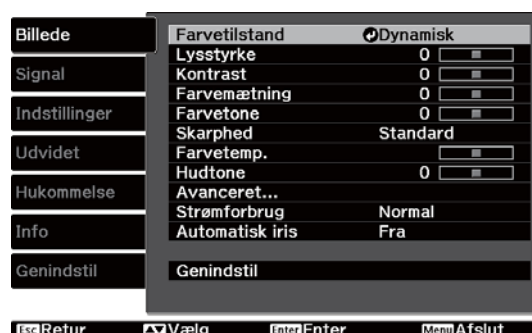 Billede
Signal
Indstillinger
Udvidet
Hukommelse
Info
Genindstil
Farvetilstand Dynamisk
Lysstyrke 0
Kontrast 0
Farvemætning 0
Farvetone 0
Skarphed Standard
Farvetemp.
Hudtone 0
Avanceret...
Strømforbrug Normal
Automatisk iris Fra
Genindstil
Esc Retur Vælg Enter Enter Menu Afslut